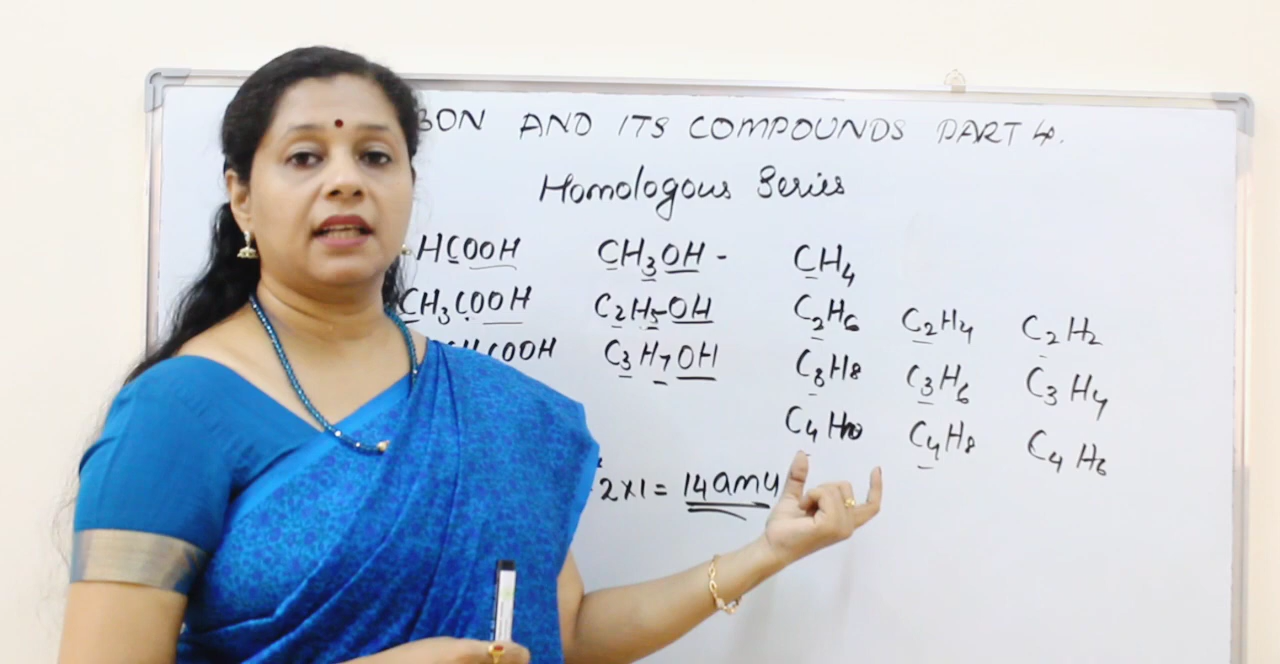 BON AND ITS COMPOUNDS PART 4.
Homologous Series
HCOOH CH3OH - CH4
CH3COOH C2H5OH C2H6 C2H4 C2H2
COOH C3H7OH C3H8 C3H6 C3H4
C4H10 C4H8 C4H6
2x1 = 14amu